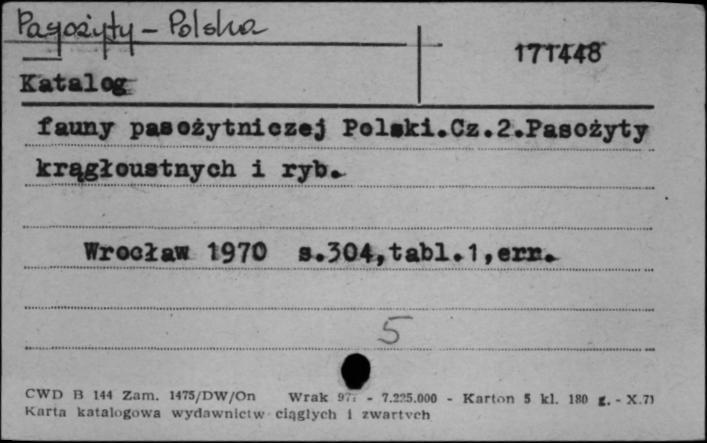 Pasożyty - Polska
171448
Katalog
fauny pasożytniczej Polski.Cz.2.Pasożyty
krągłoustnych i ryb.
Wrocław 1970 s.304,tabl.1,err.
5
CWD B 144 Zam. 1475/DW/On Wrak - 7.225.000 - Karton 5 kl. 180 g. - X.71
Karta katalogowa wydawnictw ciągłych i zwartych